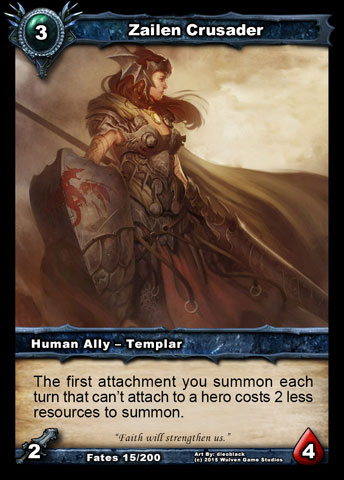 3
Zailen Crusader
Human Ally – Templar
The first attachment you summon each
turn that can't attach to a hero costs 2 less
resources to summon.
"Faith will strengthen us."
2
Fates 15/200
Art By: dleoblack
(c) 2015 Wulven Game Studios
4